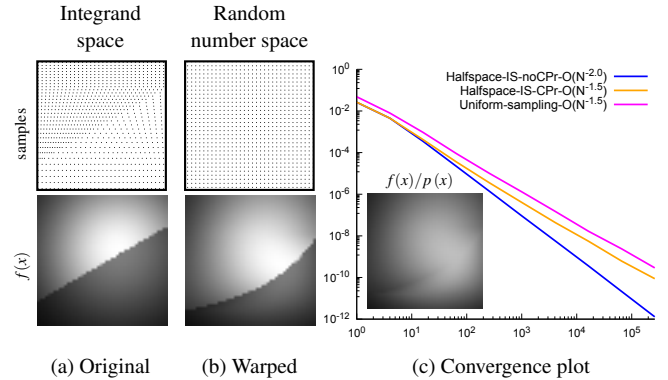 Integrand
space
Random
number space
samples
f(x)
10^0
10^-2
10^-4
10^-6
10^-8
10^-10
10^-12
Halfspace-IS-noCPr-O(N^-2.0)
Halfspace-IS-CPr-O(N^-1.5)
Uniform-sampling-O(N^-1.5)
f(x)/p(x)
10^0 10^1 10^2 10^3 10^4 10^5
(a) Original
(b) Warped
(c) Convergence plot